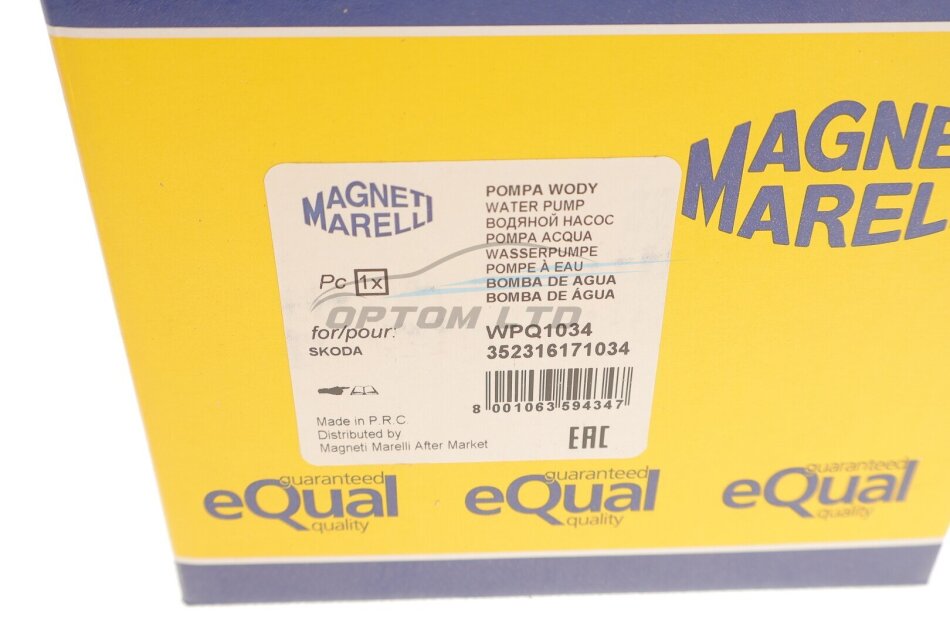 MAGNE
MAREL
MAGNETI
MARELLI
POMPA WODY
WATER PUMP
ВОДЯНОЙ НАСОС
POMPA ACQUA
WASSERPUMPE
POMPE À EAU
BOMBA DE AGUA
BOMBA DE ÁGUA
Pc 1x
OPTOM LTD
for/pour:
SKODA
WPQ1034
352316171034
8 001063 594347
Made in P.R.C.
Distributed by
Magneti Marelli After Market
EAC
guaranteed
eQual
quality
guaranteed
eQual
quality
guaranteed
eQual
quality